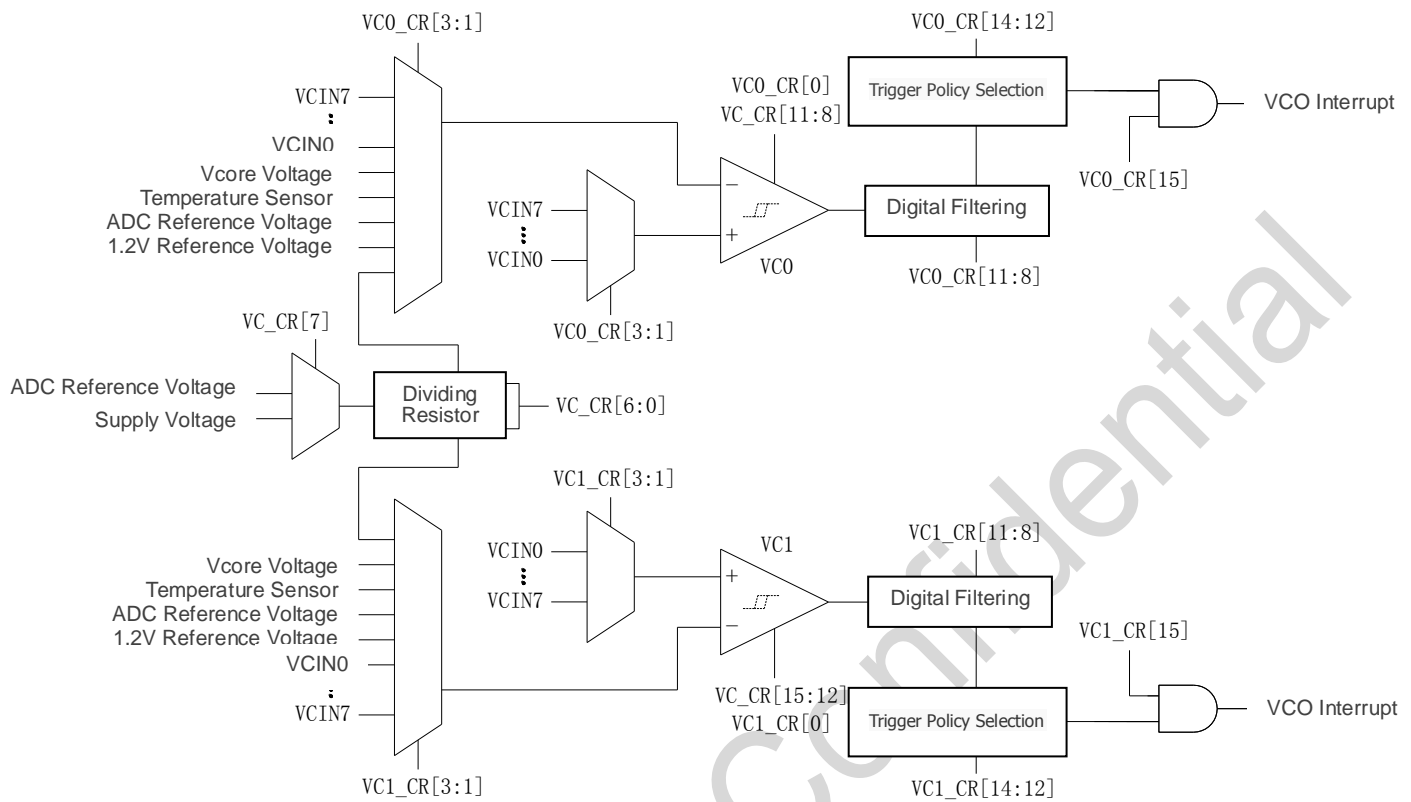 VC0_CR[3:1]
VC0_CR[14:12]
VCIN7
VCIN0
Vcore Voltage
Temperature Sensor
ADC Reference Voltage
1.2V Reference Voltage
VCIN7
VCIN0
VC0_CR[3:1]
VC0_CR[0]
VC_CR[11:8]
VC0
Trigger Policy Selection
Digital Filtering
VC0_CR[11:8]
VC0_CR[15]
VCO Interrupt
VC_CR[7]
ADC Reference Voltage
Supply Voltage
Dividing
Resistor
VC_CR[6:0]
VC1_CR[3:1]
VCIN0
VCIN7
Vcore Voltage
Temperature Sensor
ADC Reference Voltage
1.2V Reference Voltage
VCIN0
VCIN7
VC1_CR[3:1]
VC1
VC_CR[15:12]
VC1_CR[0]
VC1_CR[11:8]
Digital Filtering
Trigger Policy Selection
VC1_CR[14:12]
VC1_CR[15]
VCO Interrupt
Confidential